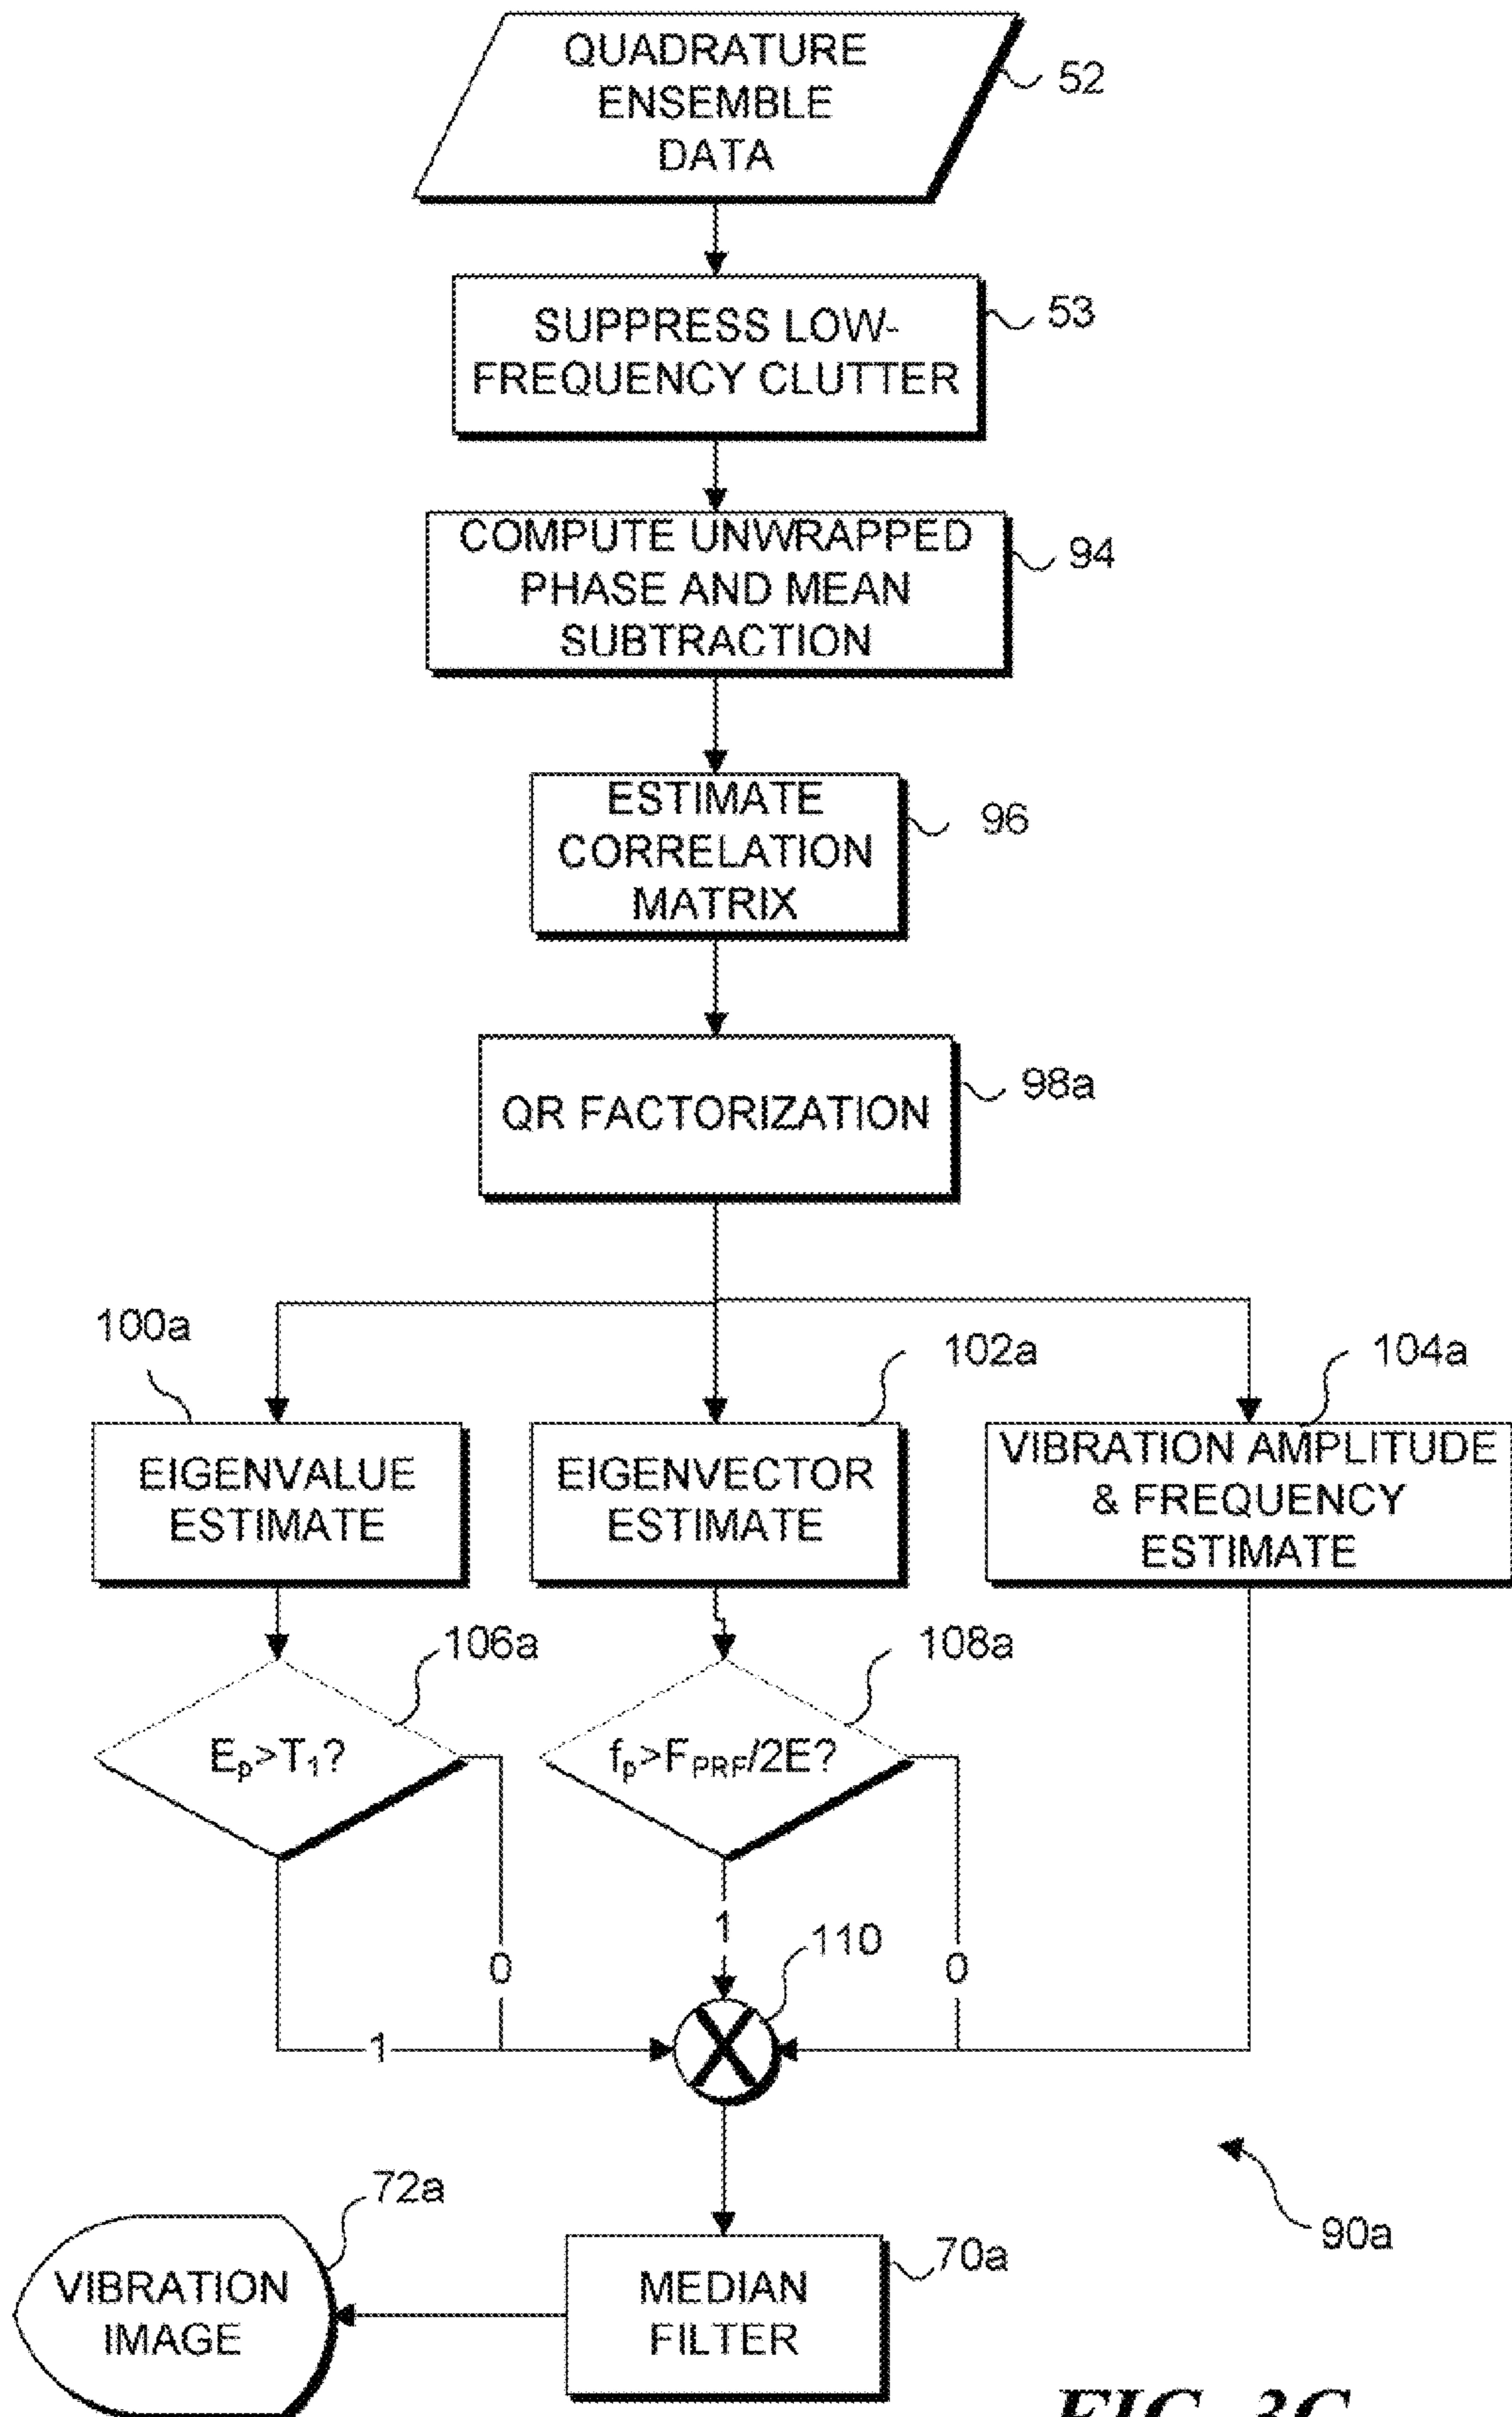 QUADRATURE
ENSEMBLE
DATA
52
SUPPRESS LOW-
FREQUENCY CLUTTER
53
COMPUTE UNWRAPPED
PHASE AND MEAN
SUBTRACTION
94
ESTIMATE
CORRELATION
MATRIX
96
QR FACTORIZATION
98a
100a
102a
104a
EIGENVALUE
ESTIMATE
EIGENVECTOR
ESTIMATE
VIBRATION AMPLITUDE
& FREQUENCY
ESTIMATE
106a
108a
Ep>T1?
fp>FPRF/2E?
1
110
0
0
1
72a
90a
VIBRATION
IMAGE
MEDIAN
FILTER
70a
FIG. 3C